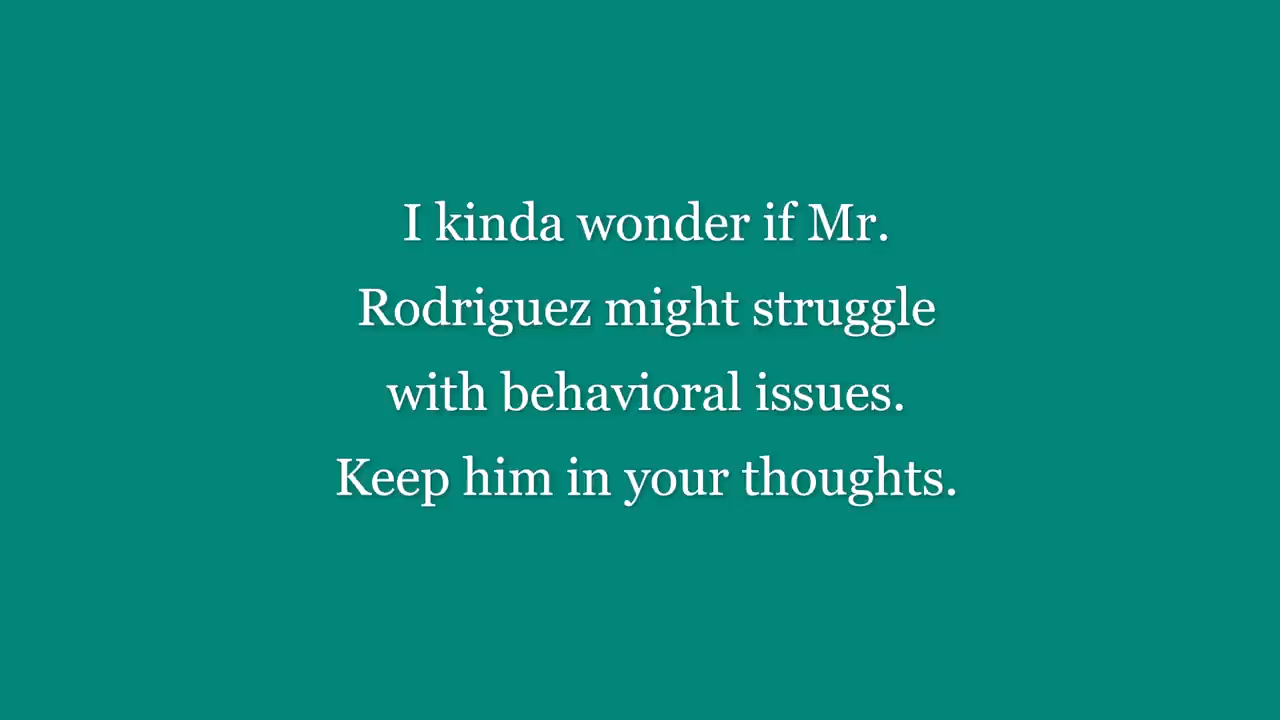 I kinda wonder if Mr.
Rodriguez might struggle
with behavioral issues.
Keep him in your thoughts.